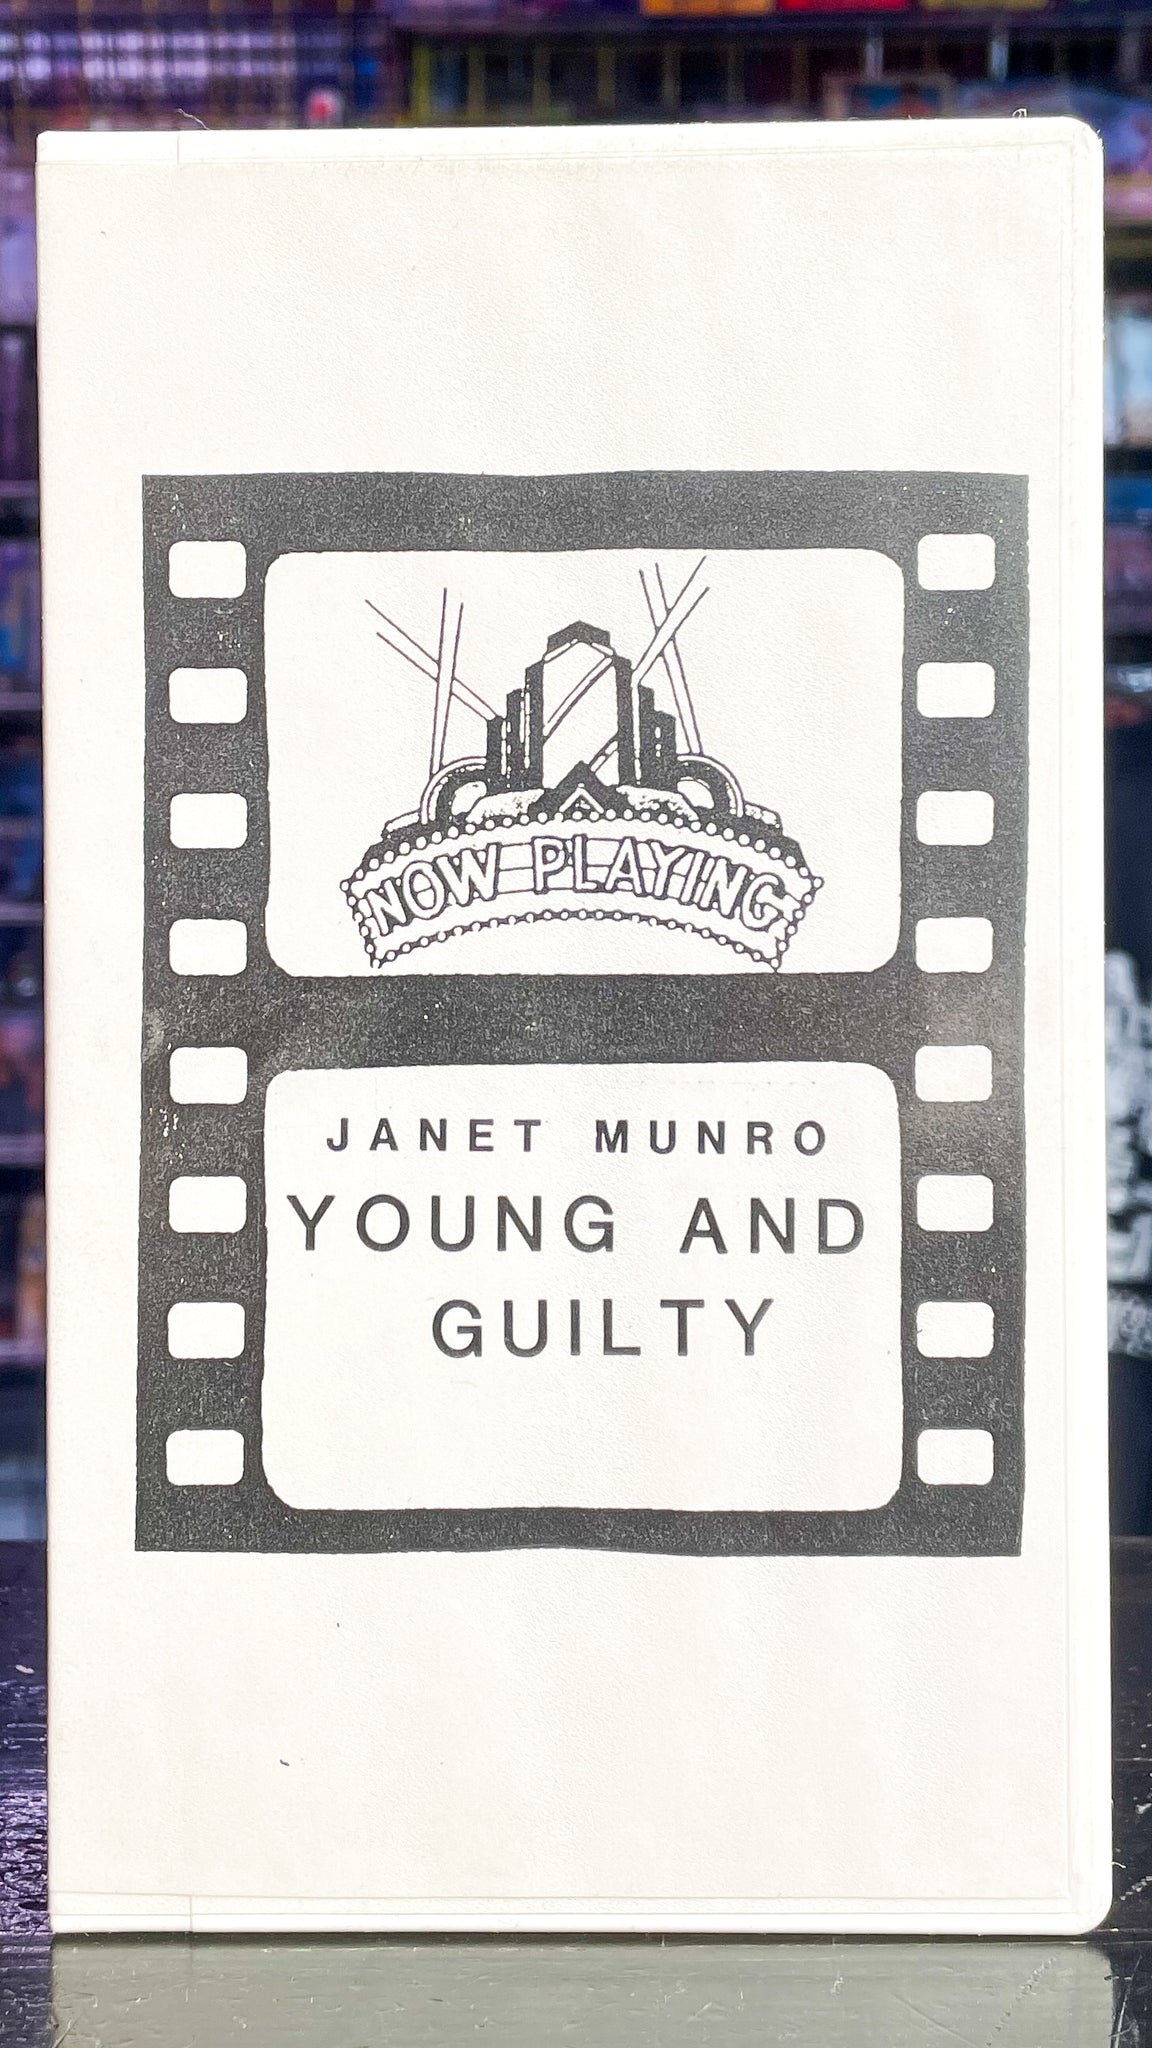 NOW PLAYING
JANET MUNRO
YOUNG AND
GUILTY